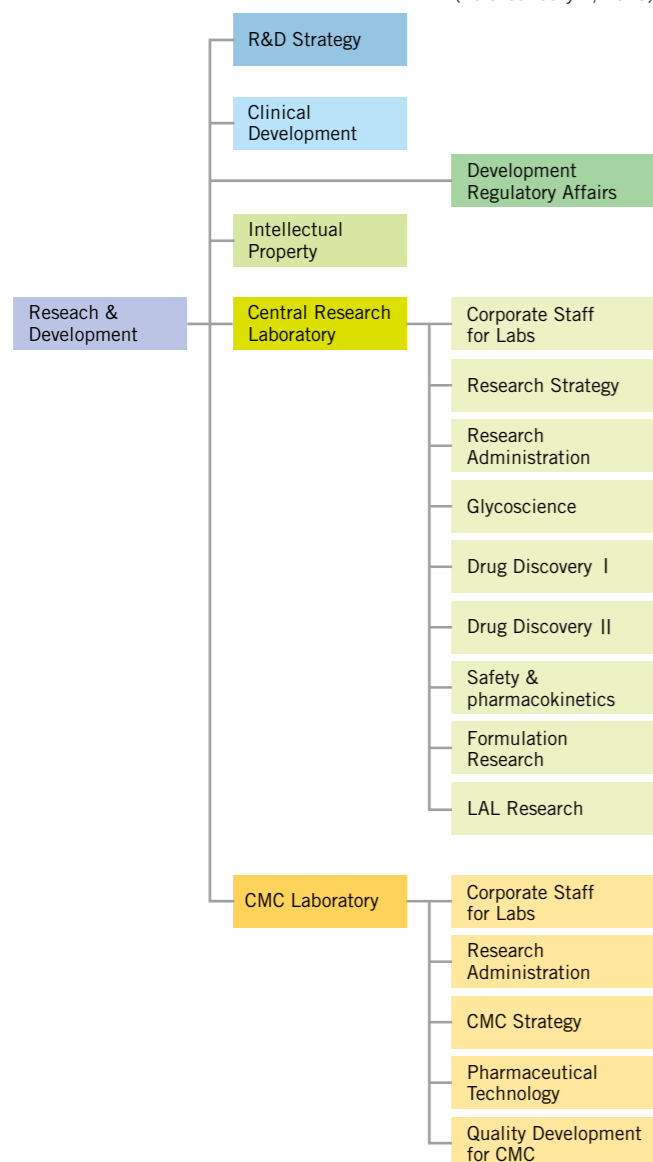 R&D Strategy
Clinical
Development
Development
Regulatory Affairs
Intellectual
Property
Reseach &
Development
Central Research
Laboratory
Corporate Staff
for Labs
Research Strategy
Research
Administration
Glycoscience
Drug Discovery Ⅰ
Drug Discovery Ⅱ
Safety &
pharmacokinetics
Formulation
Research
LAL Research
CMC Laboratory
Corporate Staff
for Labs
Research
Administration
CMC Strategy
Pharmaceutical
Technology
Quality Development
for CMC